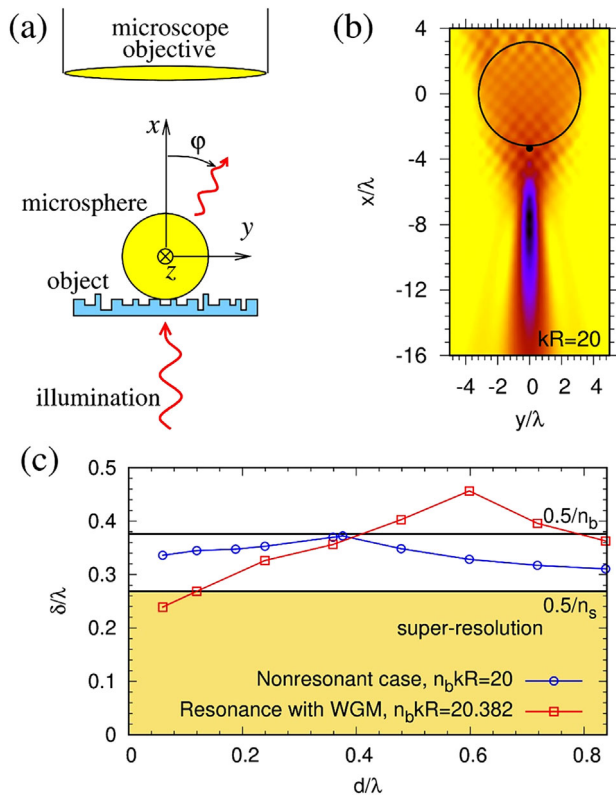 (a)
microscope
objective
x
φ
microsphere
y
z
object
illumination
(b)
4
0
-4
-8
-12
-16
x/λ
kR=20
-4 -2 0 2 4
y/λ
(c)
0.5
0.4
0.3
0.2
0.1
0
δ/λ
0.5/n_b
0.5/n_s
super-resolution
Nonresonant case, n_bkR=20
Resonance with WGM, n_bkR=20.382
0 0.2 0.4 0.6 0.8
d/λ